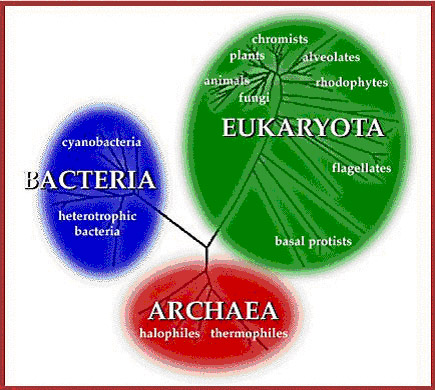 chromists
plants
alveolates
animals
rhodophytes
fungi
EUKARYOTA
flagellates
basal protists
cyanobacteria
BACTERIA
heterotrophic
bacteria
ARCHAEA
halophiles thermophiles